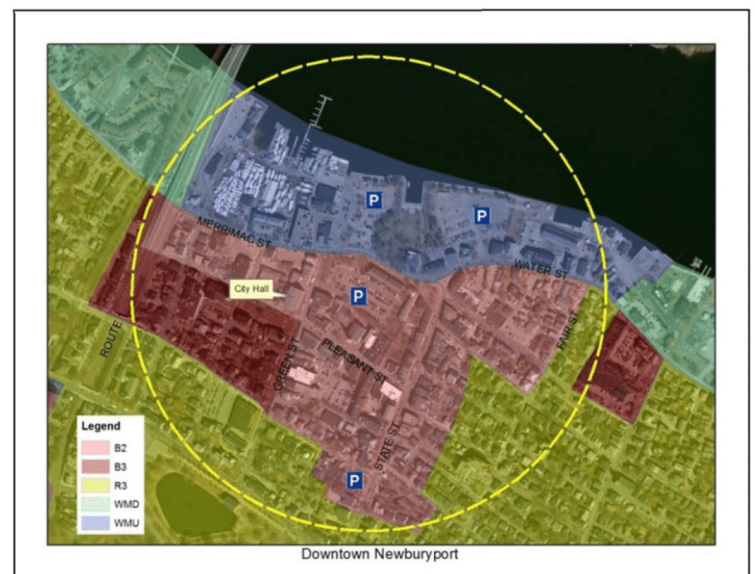 P
P
MERRIMAC ST
WATER ST
City Hall
P
FAIR ST
ROUTE
GREEN ST
PLEASANT ST
STATE ST
P
Legend
B2
B3
R3
WMD
WMU
Downtown Newburyport